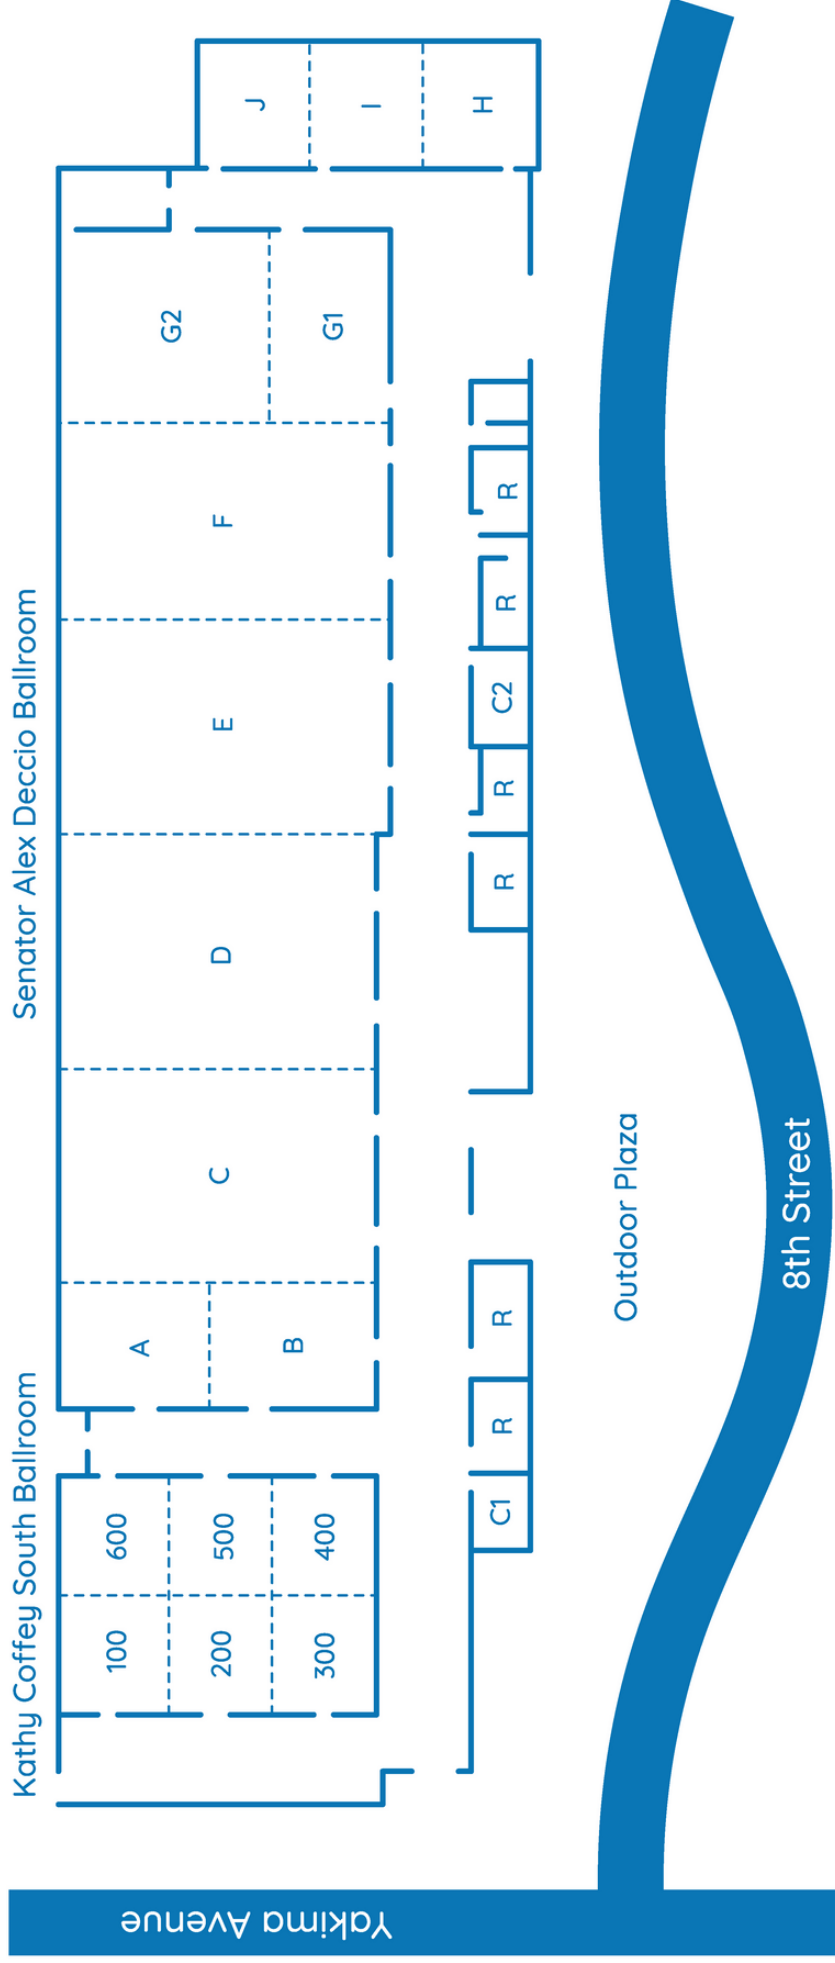 Kathy Coffey South Ballroom
Senator Alex Deccio Ballroom
100
600
200
500
300
400
A
B
C
D
E
F
G2
G1
J
I
H
C1
R
R
R
R
C2
R
R
Outdoor Plaza
8th Street
Yakima Avenue